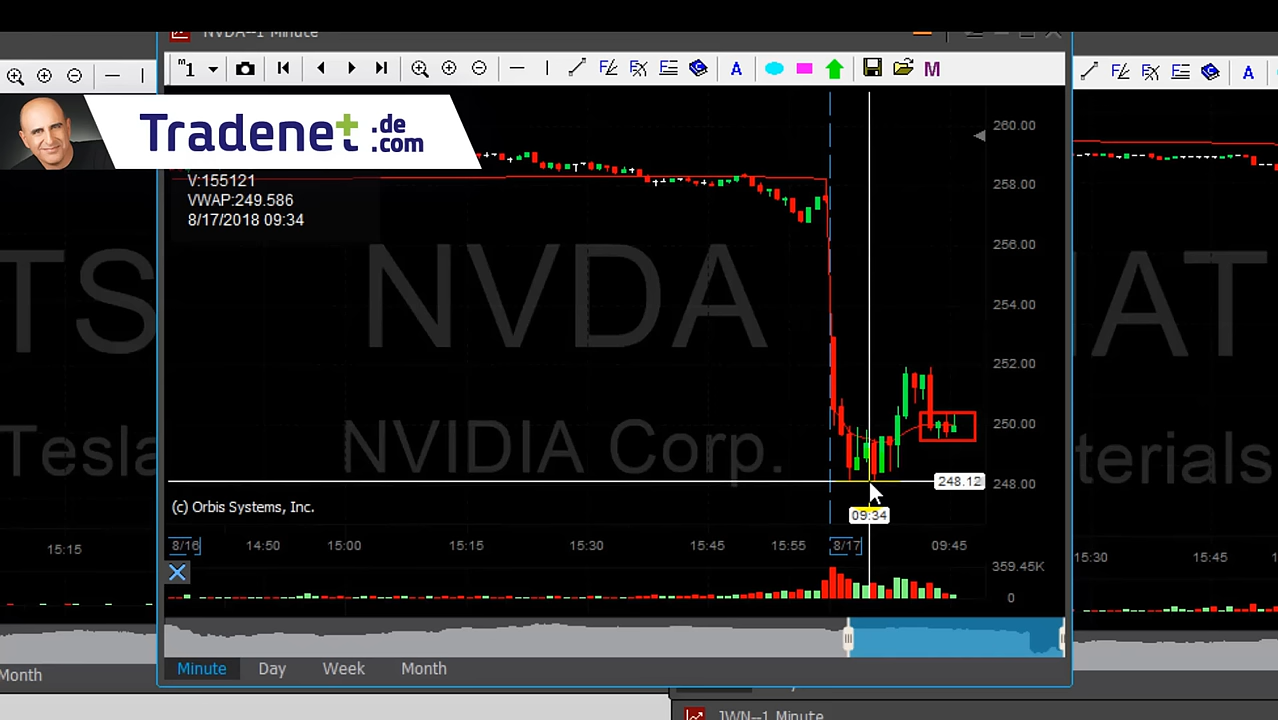 NVDA--1 Minute
m1
A
M
A
Tradenet .de
.com
V:155121
VWAP:249.586
8/17/2018 09:34
260.00
258.00
256.00
254.00
252.00
250.00
248.00
TS
NVDA
AT
Tesla
NVIDIA Corp.
terials
248.12
09:34
(c) Orbis Systems, Inc.
15:15
8/16
14:50
15:00
15:15
15:30
15:45
15:55
8/17
09:45
15:30
15:45
359.45K
0
Month
Minute
Day
Week
Month
JWN--1 Minute